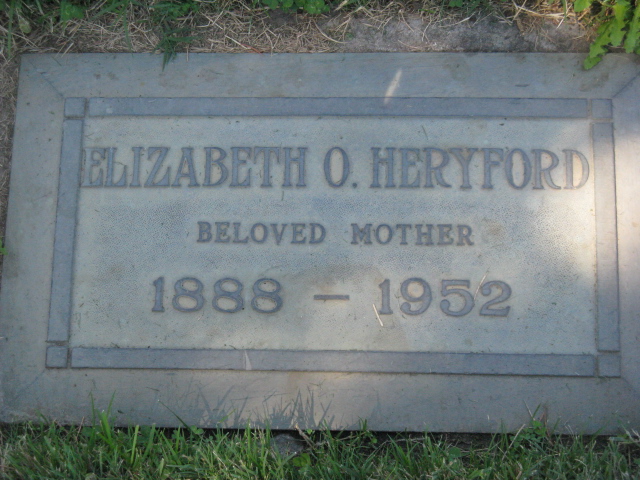 ELIZABETH O. HERYFORD
BELOVED MOTHER
1888 – 1952